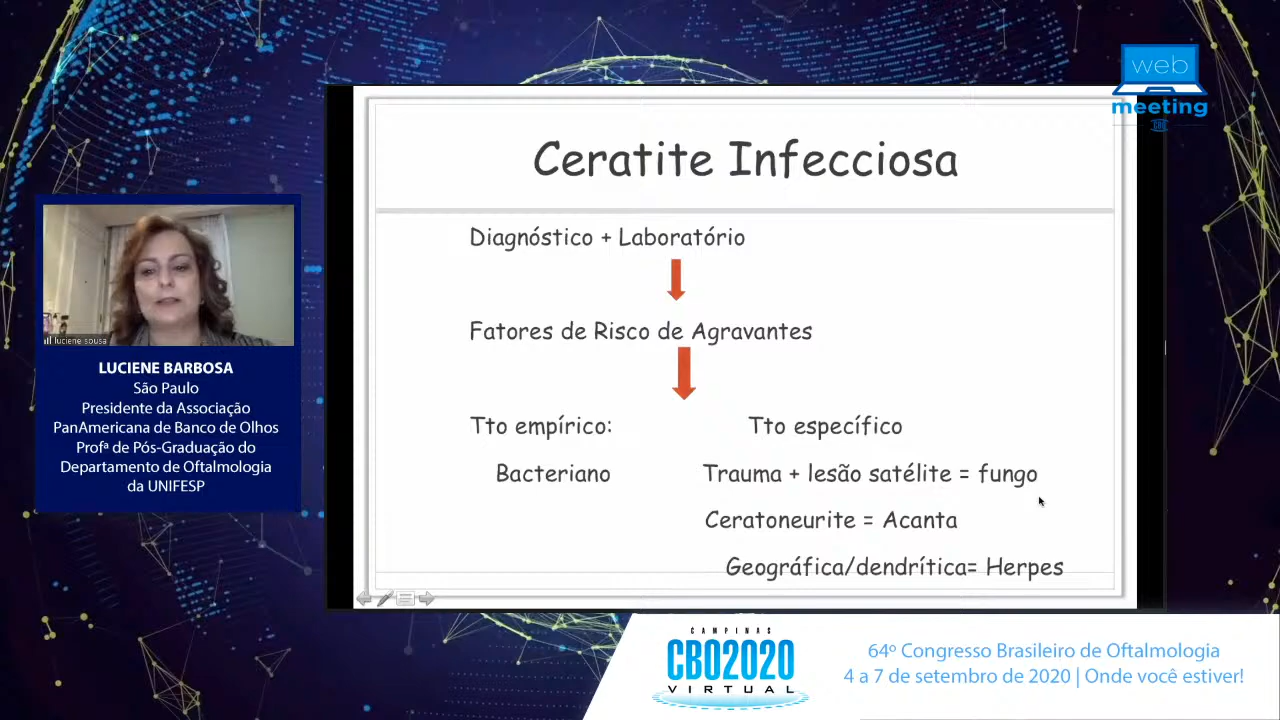 web
meeting
Ceratite Infecciosa
Diagnóstico + Laboratório
Fatores de Risco de Agravantes
Tto empírico:
Tto específico
Bacteriano
Trauma + lesão satélite = fungo
Ceratoneurite = Acanta
Geográfica/dendrítica= Herpes
luciene sousa
LUCIENE BARBOSA
São Paulo
Presidente da Associação
PanAmericana de Banco de Olhos
Profª de Pós-Graduação do
Departamento de Oftalmologia
da UNIFESP
CAMPINAS
CBO2020
VIRTUAL
64º Congresso Brasileiro de Oftalmologia
4 a 7 de setembro de 2020 | Onde você estiver!